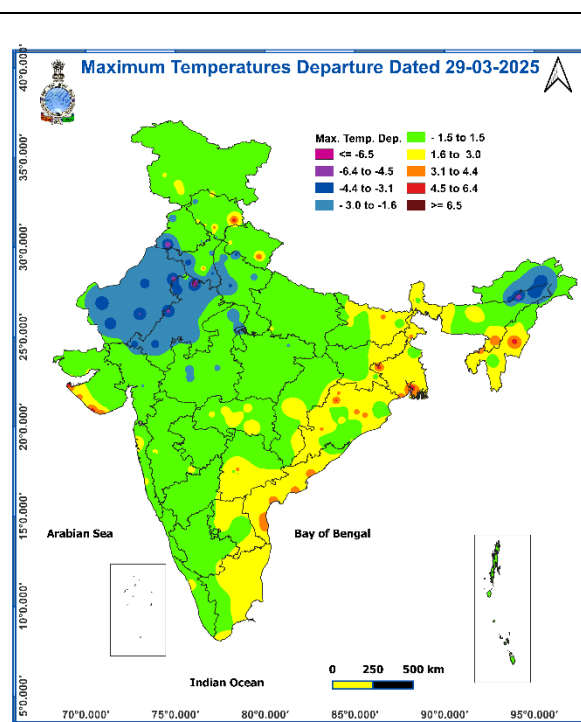 Maximum Temperatures Departure Dated 29-03-2025
Max. Temp. Dep.
<= -6.5
-6.4 to -4.5
-4.4 to -3.1
- 3.0 to -1.6
- 1.5 to 1.5
1.6 to 3.0
3.1 to 4.4
4.5 to 6.4
>= 6.5
40°0.000'
35°0.000'
30°0.000'
25°0.000'
20°0.000'
15°0.000'
10°0.000'
5°0.000'
Arabian Sea
Bay of Bengal
Indian Ocean
0 250 500 km
70°0.000' 75°0.000' 80°0.000' 85°0.000' 90°0.000' 95°0.000'